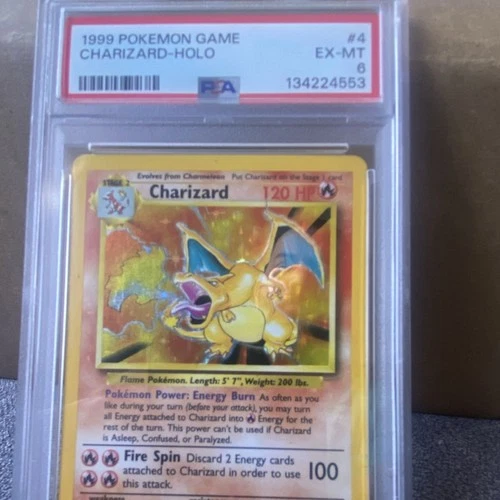 1999 POKEMON GAME #4
CHARIZARD-HOLO EX-MT
6
PSA 134224553
Evolves from Charmeleon Put Charizard on the Stage 1 card
STAGE 2
Charizard 120 HP
Flame Pokémon. Length: 5' 7", Weight: 200 lbs.
Pokémon Power: Energy Burn As often as you
like during your turn (before your attack), you may turn
all Energy attached to Charizard into Energy for the
rest of the turn. This power can't be used if Charizard
is Asleep, Confused, or Paralyzed.
Fire Spin Discard 2 Energy cards
attached to Charizard in order to use 100
this attack.